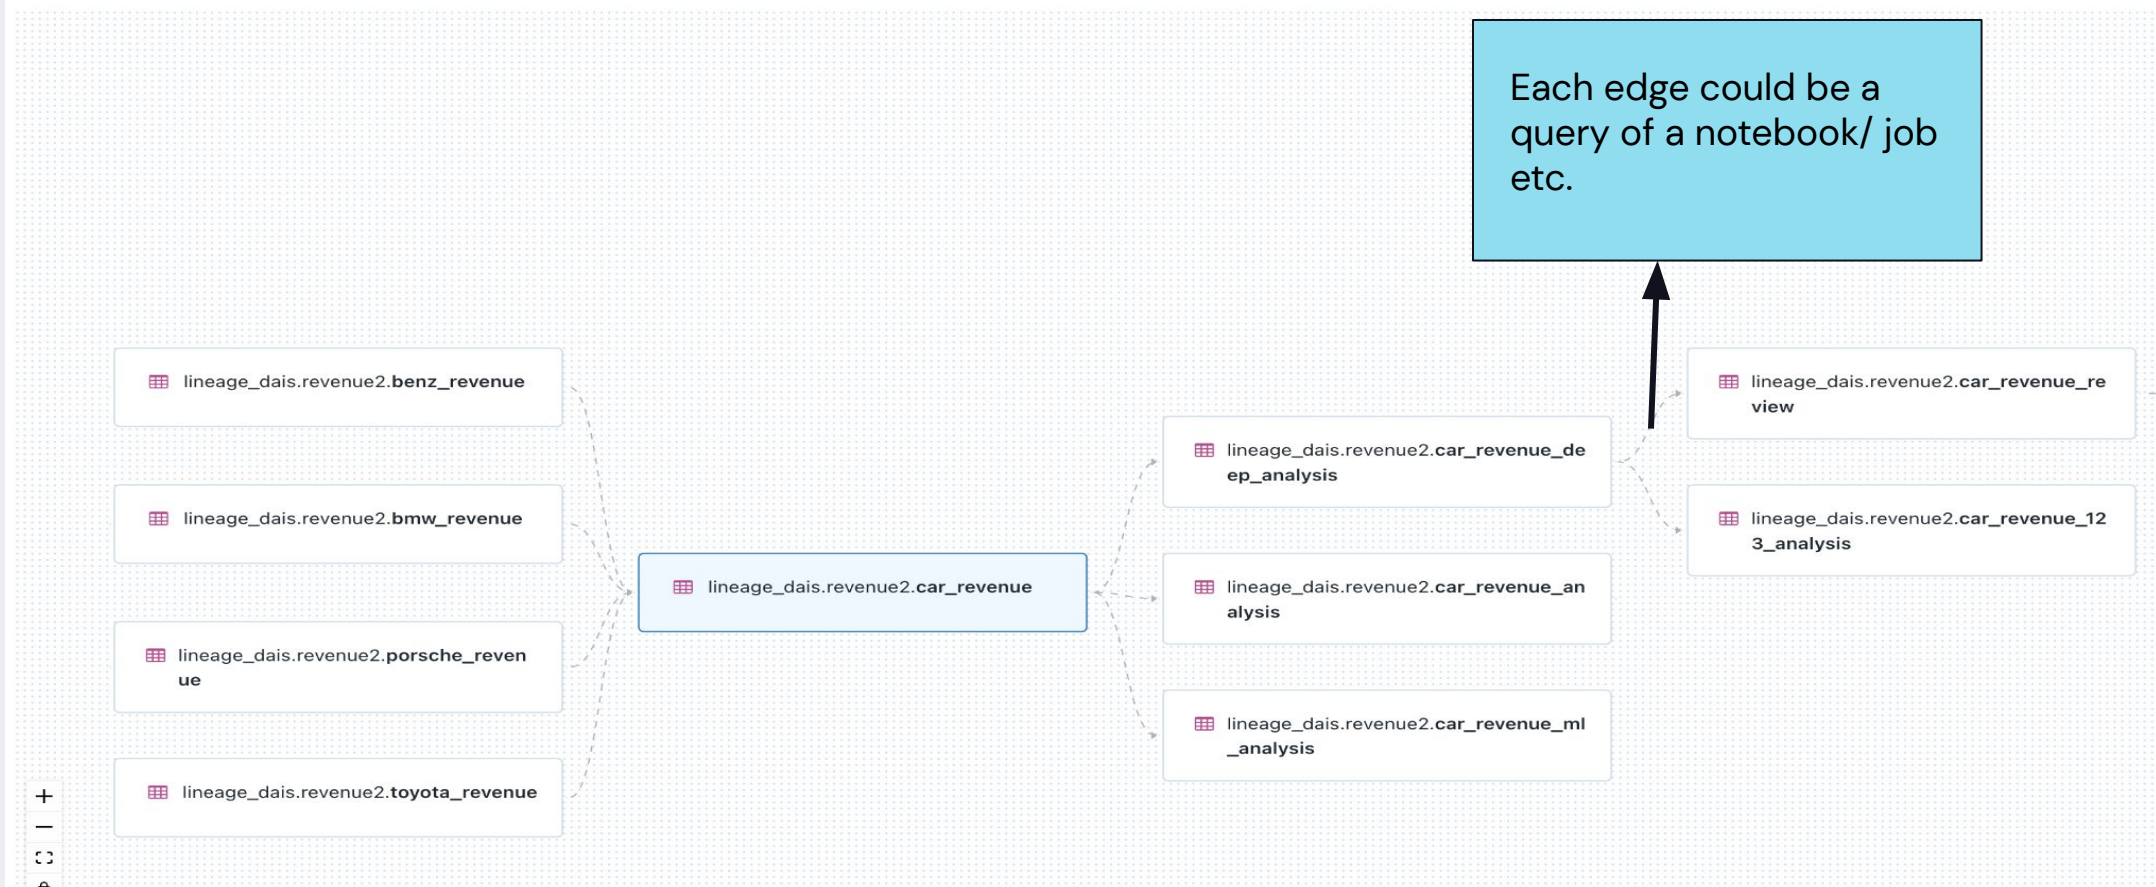 Each edge could be a
query of a notebook/ job
etc.
lineage_dais.revenue2.benz_revenue
lineage_dais.revenue2.bmw_revenue
lineage_dais.revenue2.porsche_reven
ue
lineage_dais.revenue2.toyota_revenue
lineage_dais.revenue2.car_revenue
lineage_dais.revenue2.car_revenue_de
ep_analysis
lineage_dais.revenue2.car_revenue_an
alysis
lineage_dais.revenue2.car_revenue_ml
_analysis
lineage_dais.revenue2.car_revenue_re
view
lineage_dais.revenue2.car_revenue_12
3_analysis